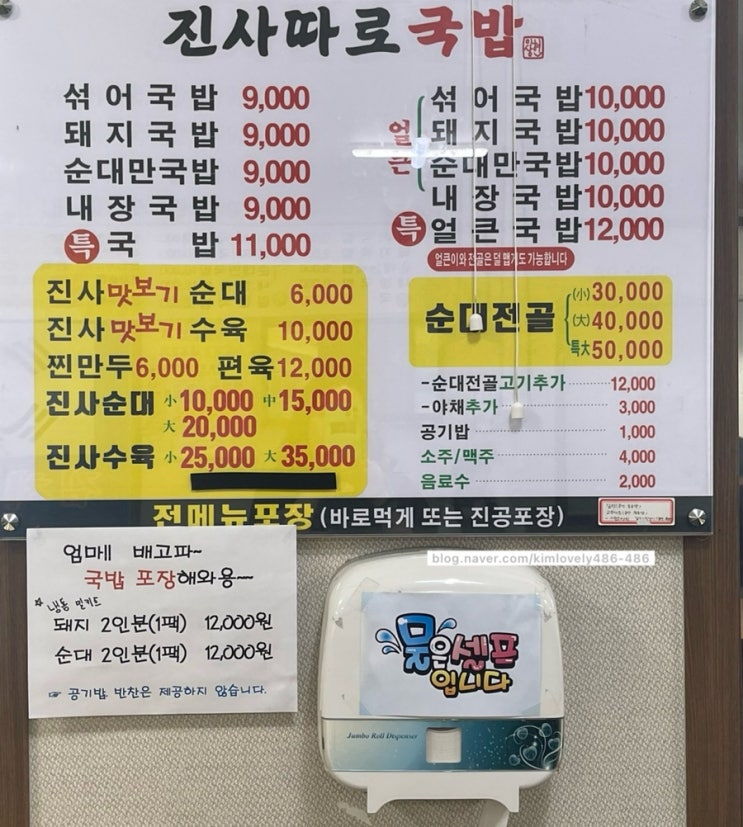 진사따로국밥
섞어국밥 9,000
돼지국밥 9,000
순대만국밥 9,000
내장국밥 9,000
특 국밥 11,000
얼큰
섞어국밥 10,000
돼지국밥 10,000
순대만국밥 10,000
내장국밥 10,000
특 얼큰국밥 12,000
얼큰이와 전골은 덜 맵게도 가능합니다
진사맛보기 순대 6,000
진사맛보기 수육 10,000
찐만두 6,000 편육 12,000
진사순대 小 10,000 中 15,000
大 20,000
진사수육 小 25,000 大 35,000
순대전골
(小) 30,000
(大) 40,000
특大 50,000
-순대전골고기추가 12,000
-야채추가 3,000
공기밥 1,000
소주/맥주 4,000
음료수 2,000
전메뉴포장 (바로먹게 또는 진공포장)
엄메 배고파~
국밥 포장해와용~~
☆ 냉동 밀키트
돼지 2인분(1팩) 12,000원
순대 2인분(1팩) 12,000원
☞ 공기밥, 반찬은 제공하지 않습니다.
blog.naver.com/kimlovely486-486
물은셀프
입니다
Jumbo Roll Dispenser